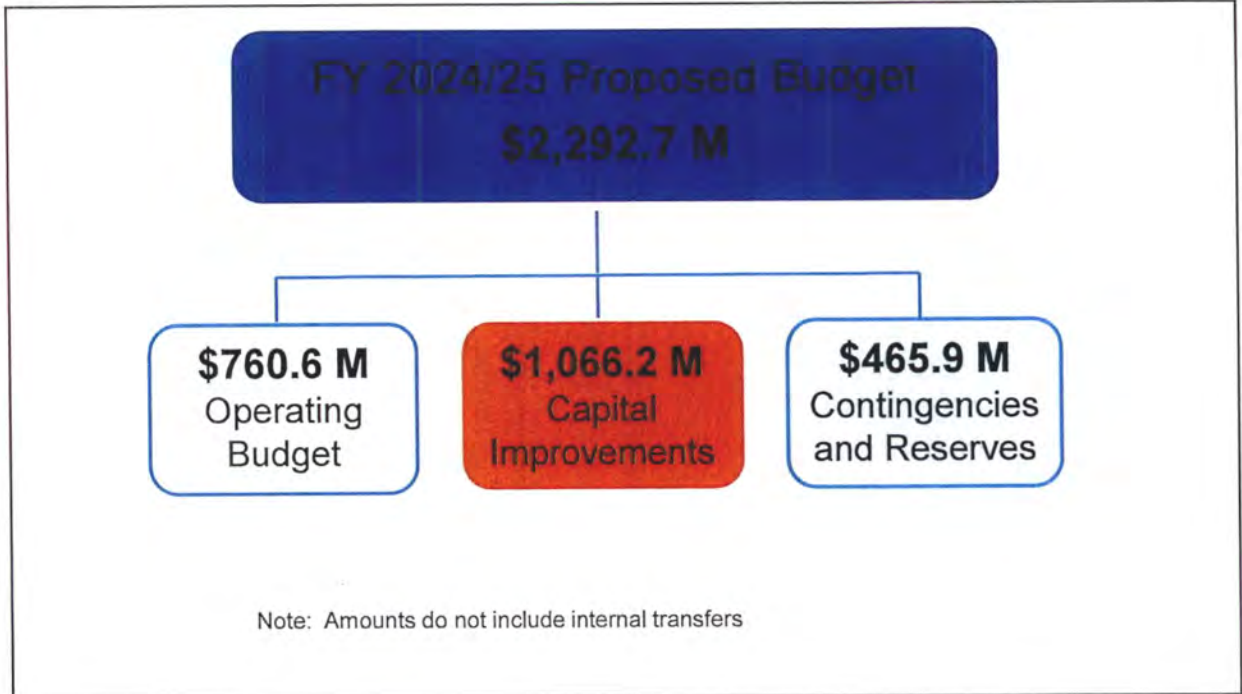 FY 2024/25 Proposed Budget
$2,292.7 M
$760.6 M
Operating
Budget
$1,066.2 M
Capital
Improvements
$465.9 M
Contingencies
and Reserves
Note: Amounts do not include internal transfers